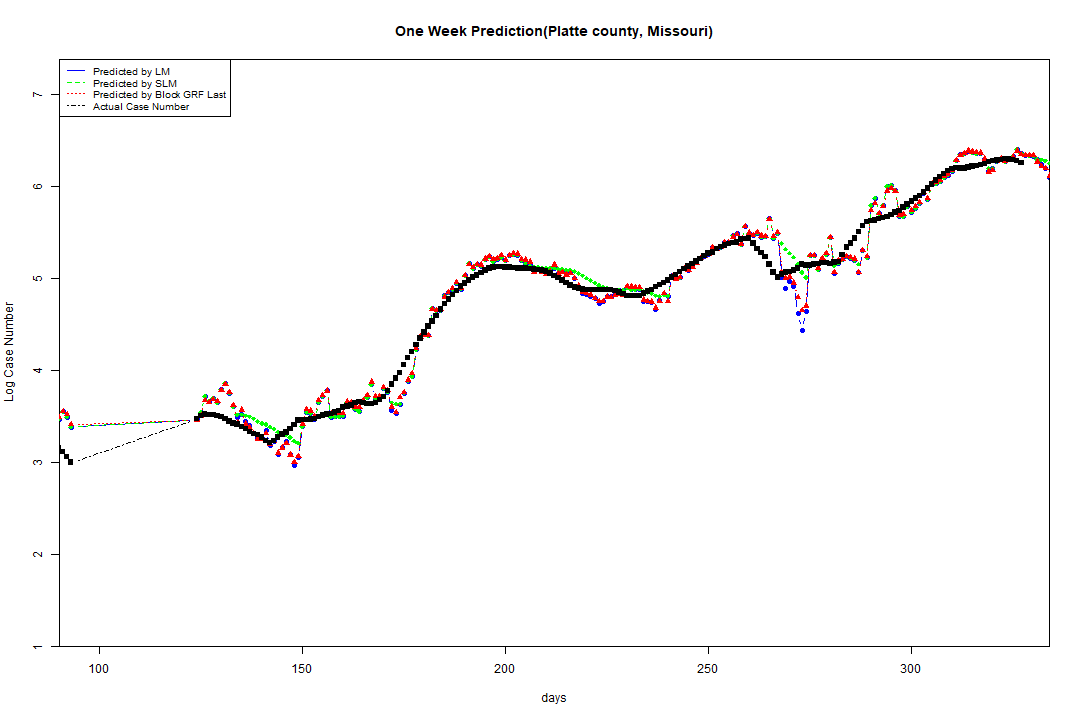 One Week Prediction(Platte county, Missouri)
Predicted by LM
Predicted by SLM
Predicted by Block GRF Last
Actual Case Number
7
6
5
4
3
2
1
Log Case Number
100 150 200 250 300
days